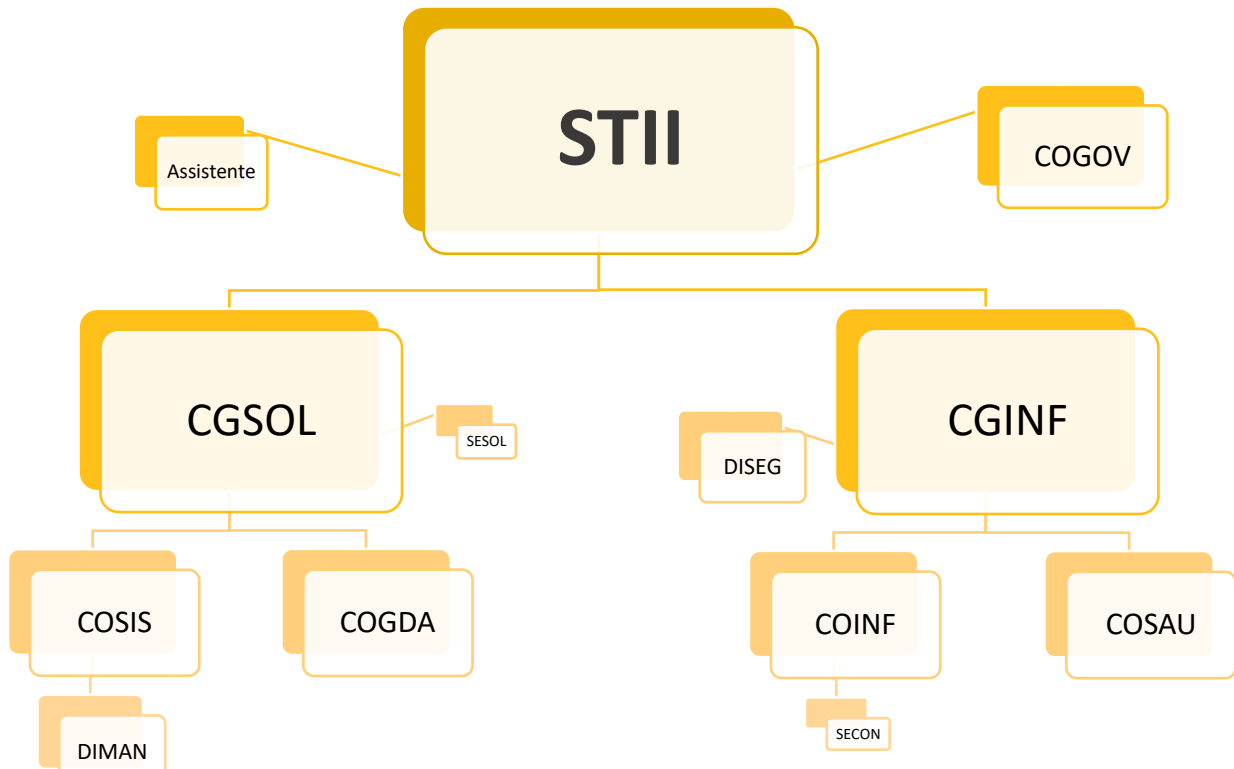 STII
Assistente
COGOV
CGSOL
SESOL
DISEG
CGINF
COSIS
COGDA
COINF
COSAU
DIMAN
SECON